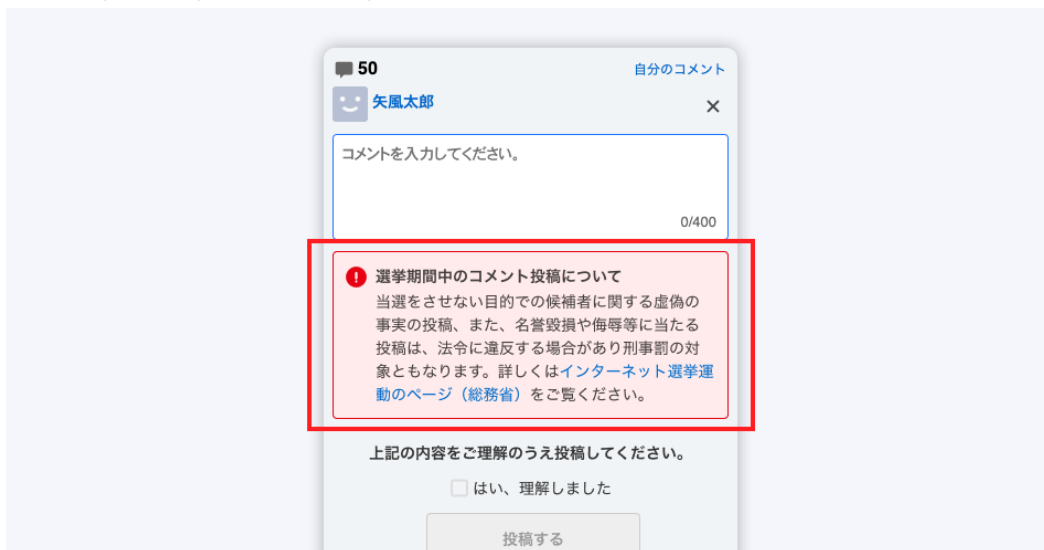 50
自分のコメント
矢風太郎
コメントを入力してください。
0/400
選挙期間中のコメント投稿について
当選をさせない目的での候補者に関する虚偽の
事実の投稿、また、名誉毀損や侮辱等に当たる
投稿は、法令に違反する場合があり刑事罰の対
象ともなります。詳しくはインターネット選挙運
動のページ（総務省）をご覧ください。
上記の内容をご理解のうえ投稿してください。
はい、理解しました
投稿する